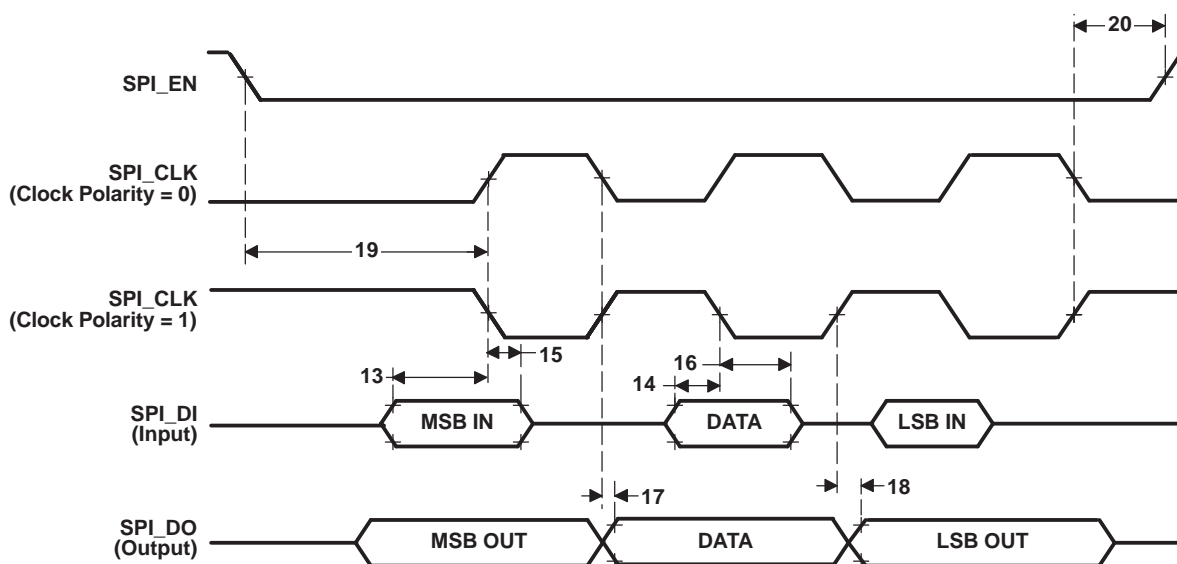 20
SPI_EN
SPI_CLK
(Clock Polarity = 0)
19
SPI_CLK
(Clock Polarity = 1)
15
16
13
14
SPI_DI
(Input)
MSB IN
DATA
LSB IN
17
18
SPI_DO
(Output)
MSB OUT
DATA
LSB OUT